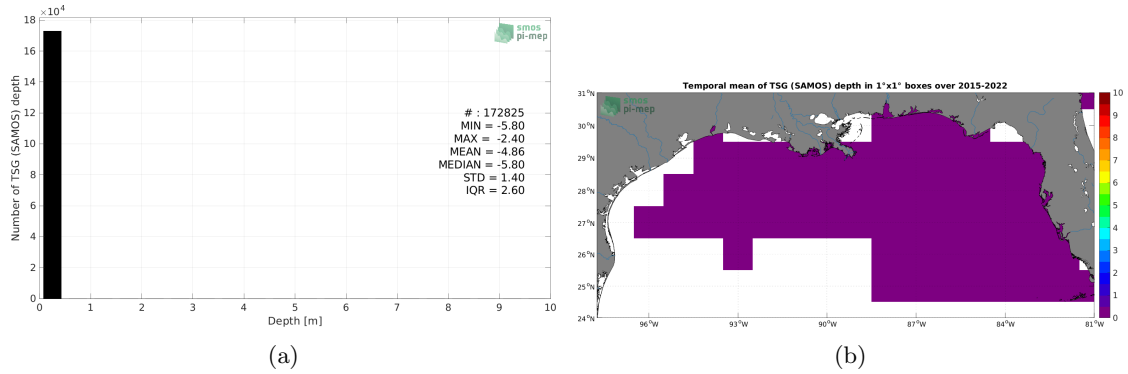 ×10⁴
18
16
14
12
10
8
6
4
2
0
Number of TSG (SAMOS) depth
smos
pi-mep
# : 172825
MIN = -5.80
MAX = -2.40
MEAN = -4.86
MEDIAN = -5.80
STD = 1.40
IQR = 2.60
0 1 2 3 4 5 6 7 8 9 10
Depth [m]
(a)
Temporal mean of TSG (SAMOS) depth in 1°x1° boxes over 2015-2022
smos
pi-mep
31°N
30°N
29°N
28°N
27°N
26°N
25°N
24°N
96°W 93°W 90°W 87°W 84°W 81°W
10
9
8
7
6
5
4
3
2
1
0
(b)